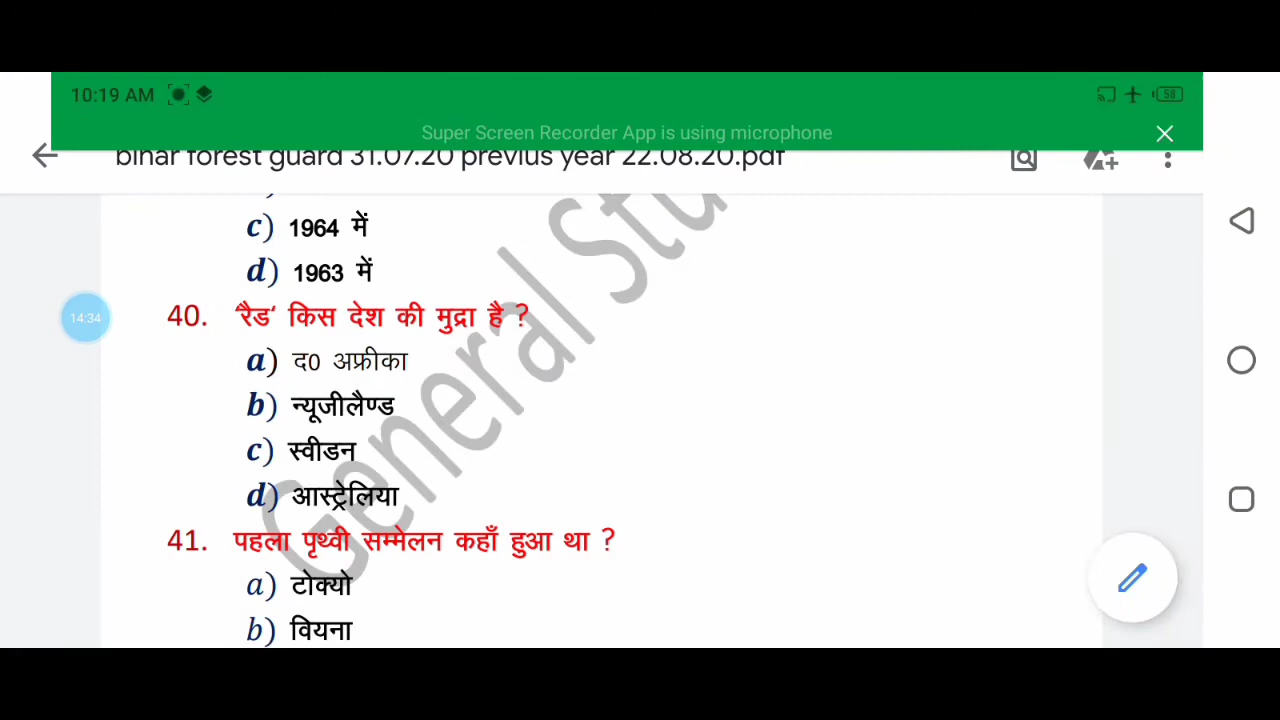 10:19 AM
58
Super Screen Recorder App is using microphone
bihar forest guard 31.07.20 previus year 22.08.20.pdf
c) 1964 में
d) 1963 में
14:34
40. ‘रैड‘ किस देश की मुद्रा है ?
a) द0 अफ्रीका
b) न्यूजीलैण्ड
c) स्वीडन
d) आस्ट्रेलिया
41. पहला पृथ्वी सम्मेलन कहाँ हुआ था ?
a) टोक्यो
b) वियना
General Stu